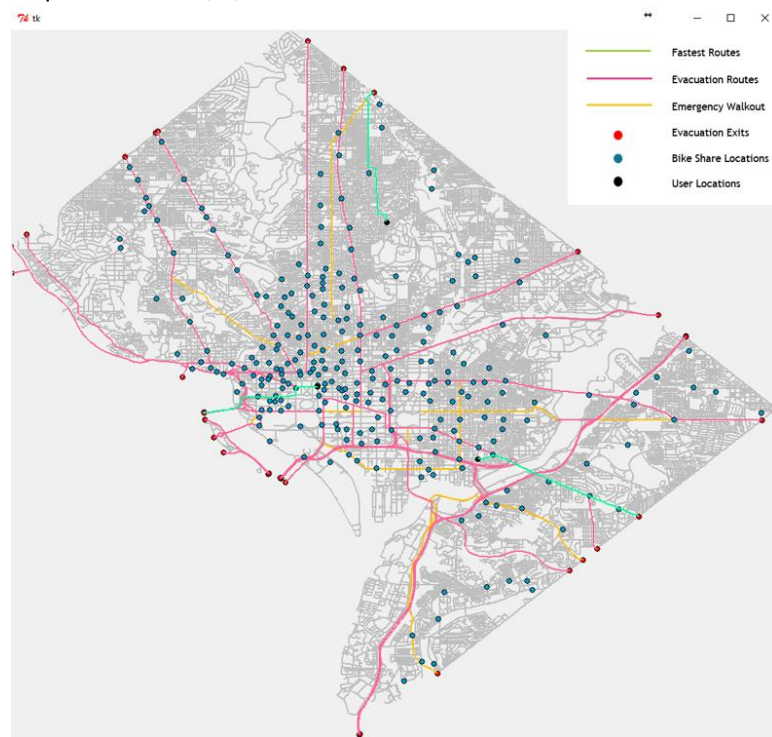 tk
Fastest Routes
Evacuation Routes
Emergency Walkout
Evacuation Exits
Bike Share Locations
User Locations